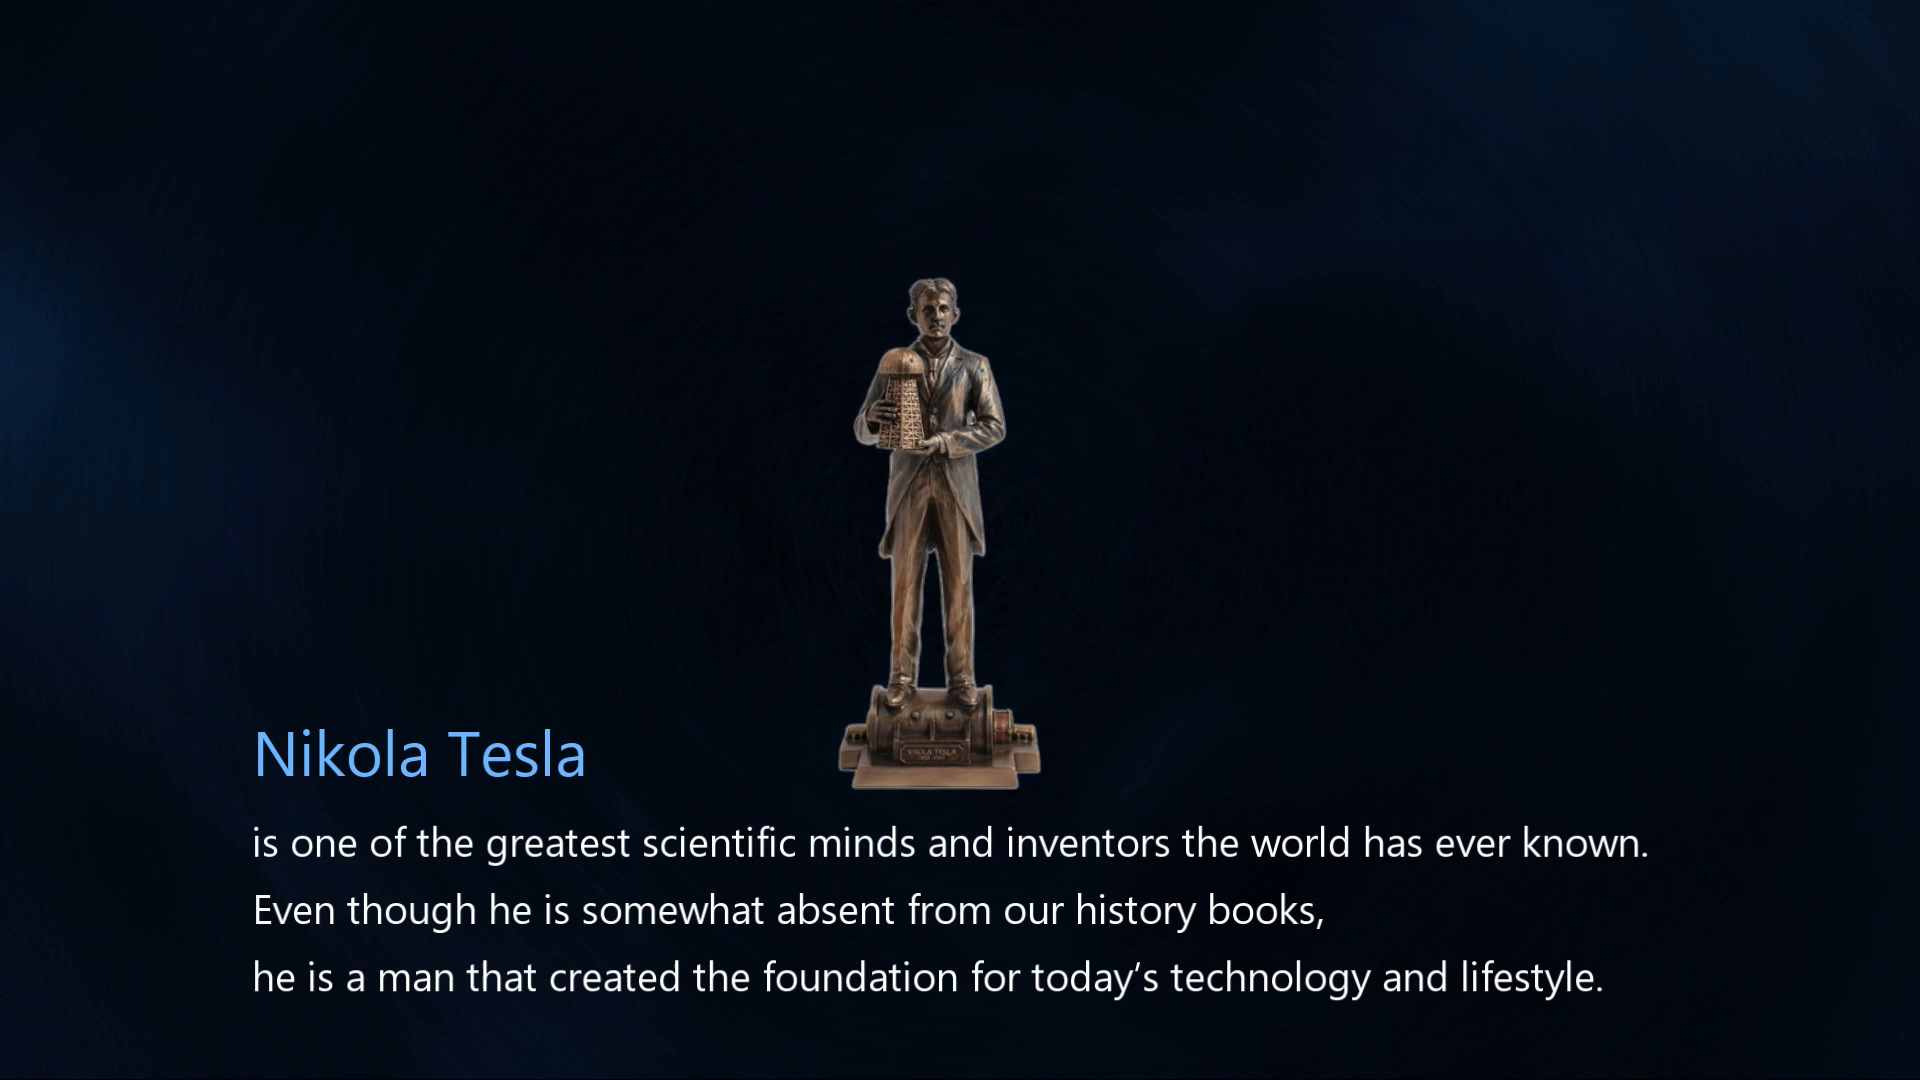 NIKOLA TESLA
Nikola Tesla
is one of the greatest scientific minds and inventors the world has ever known.
Even though he is somewhat absent from our history books,
he is a man that created the foundation for today’s technology and lifestyle.